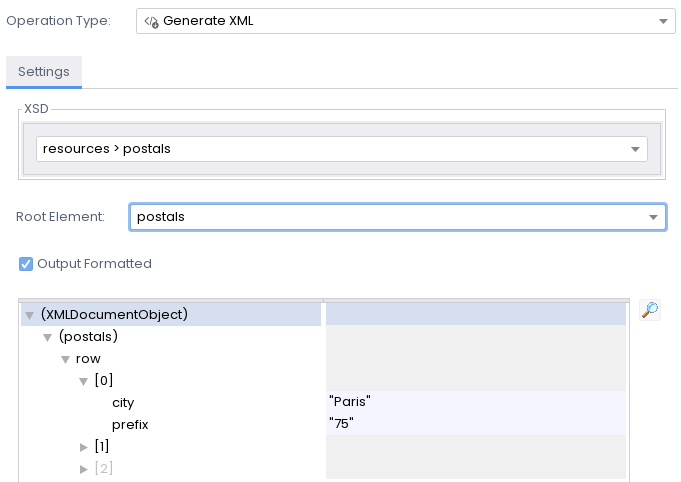 Operation Type: Generate XML
Settings
XSD
resources > postals
Root Element: postals
Output Formatted
(XMLDocumentObject)
(postals)
row
[0]
city "Paris"
prefix "75"
[1]
[2]